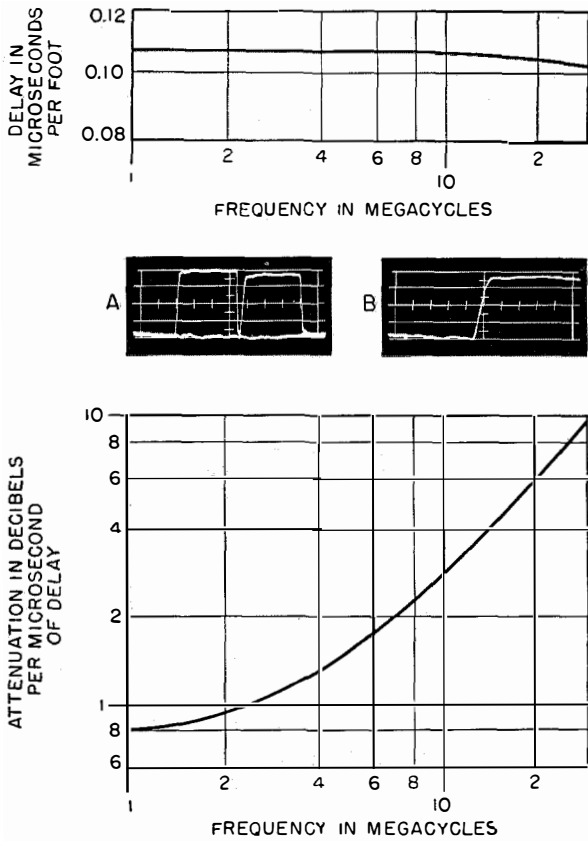 DELAY IN
MICROSECONDS
PER FOOT
0.12
0.10
0.08
1 2 4 6 8 10 2
FREQUENCY IN MEGACYCLES
A B
ATTENUATION IN DECIBELS
PER MICROSECOND
OF DELAY
10
8
6
4
2
1
8
6
1 2 4 6 8 10 2
FREQUENCY IN MEGACYCLES